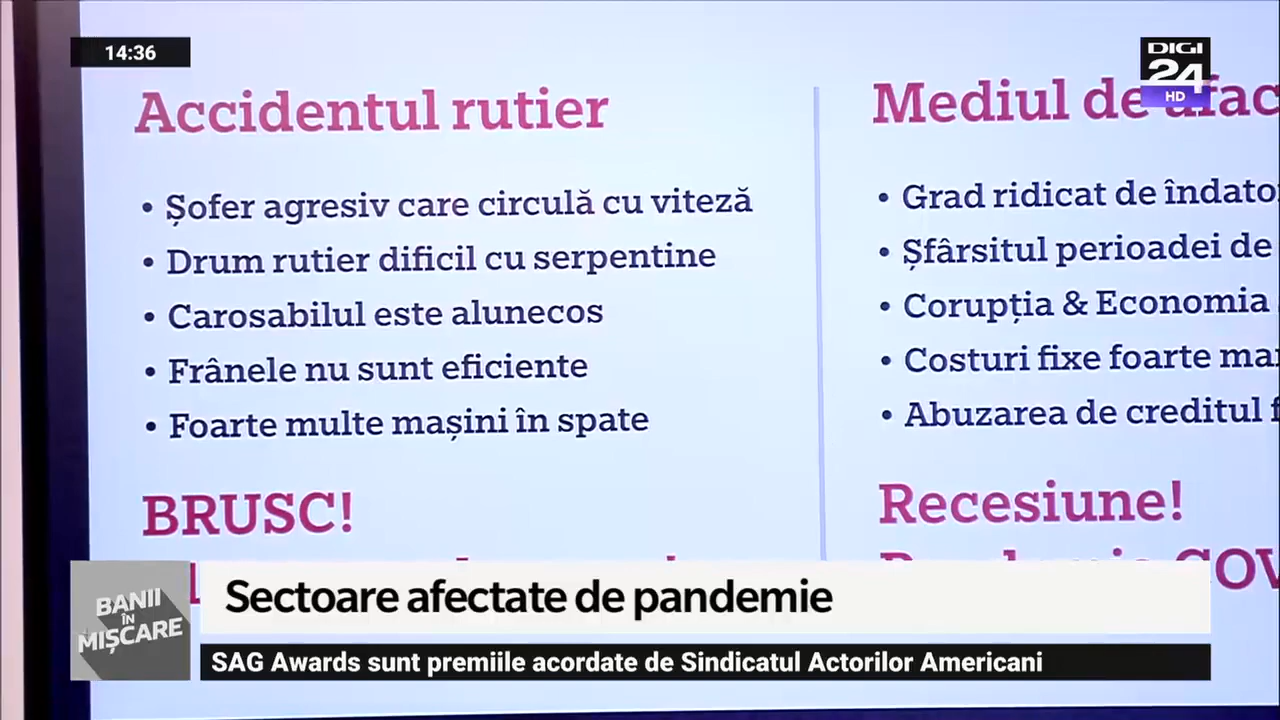 14:36
DIGI
24
HD
Accidentul rutier
• Șofer agresiv care circulă cu viteză
• Drum rutier dificil cu serpentine
• Carosabilul este alunecos
• Frânele nu sunt eficiente
• Foarte multe mașini în spate
BRUSC!
Mediul de
• Grad ridicat de
• Șfârsitul perioadei de
• Corupția & Economia
• Costuri fixe foarte
• Abuzarea de creditul
Recesiune!
BANII
ÎN
MIȘCARE
Sectoare afectate de pandemie
SAG Awards sunt premiile acordate de Sindicatul Actorilor Americani